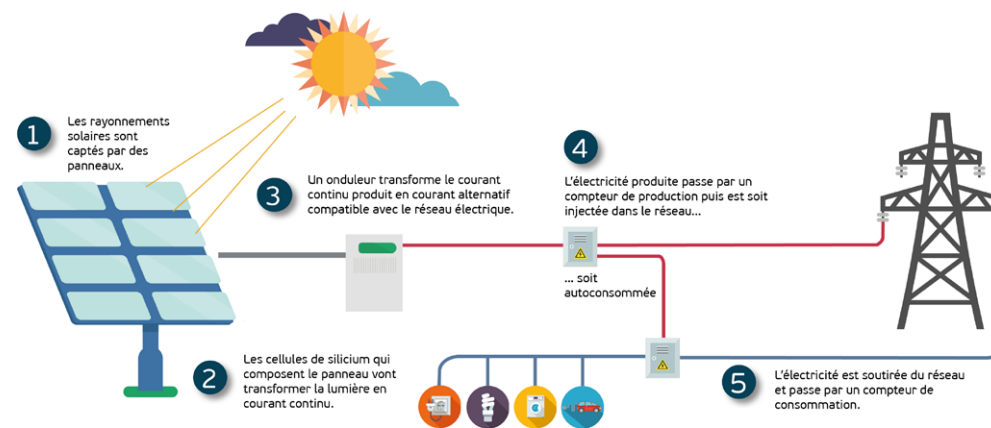 1
Les rayonnements
solaires sont
captés par des
panneaux.
3
Un onduleur transforme le courant
continu produit en courant alternatif
compatible avec le réseau électrique.
4
L'électricité produite passe par un
compteur de production puis est soit
injectée dans le réseau...
... soit
autoconsommée
2
Les cellules de silicium qui
composent le panneau vont
transformer la lumière en
courant continu.
5
L'électricité est soutirée du réseau
et passe par un compteur de
consommation.